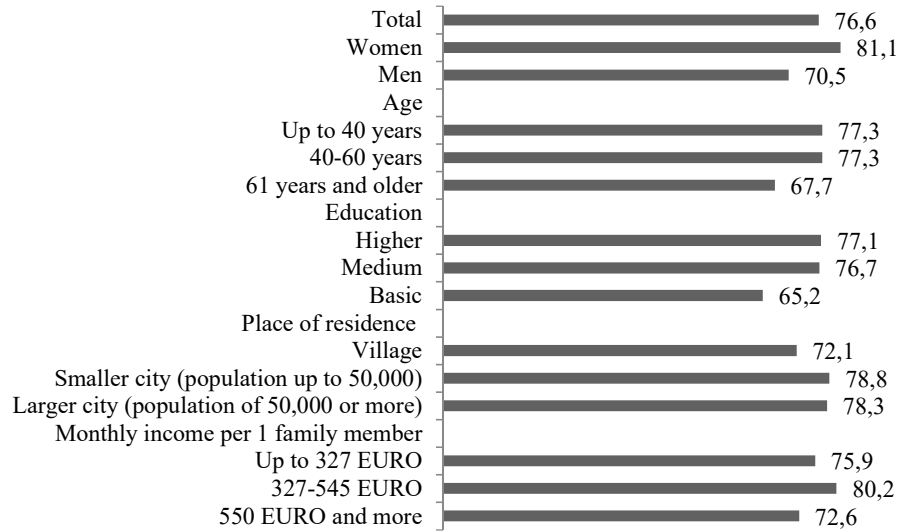 Total 76,6
Women 81,1
Men 70,5
Age
Up to 40 years 77,3
40-60 years 77,3
61 years and older 67,7
Education
Higher 77,1
Medium 76,7
Basic 65,2
Place of residence
Village 72,1
Smaller city (population up to 50,000) 78,8
Larger city (population of 50,000 or more) 78,3
Monthly income per 1 family member
Up to 327 EURO 75,9
327-545 EURO 80,2
550 EURO and more 72,6